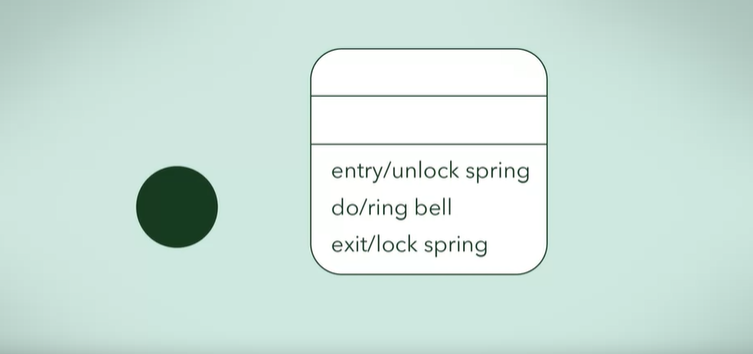 entry/unlock spring
do/ring bell
exit/lock spring